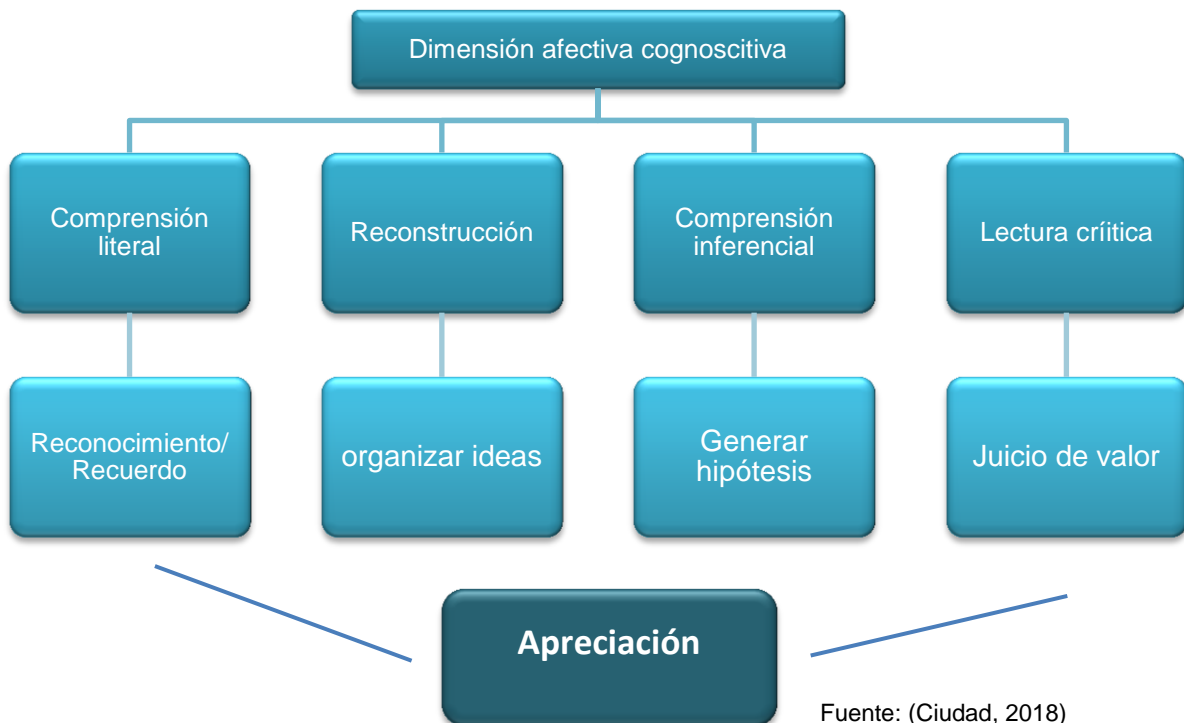 Dimensión afectiva cognoscitiva
Comprensión
literal
Reconstrucción
Comprensión
inferencial
Lectura críitica
Reconocimiento/
Recuerdo
organizar ideas
Generar
hipótesis
Juicio de valor
Apreciación
Fuente: (Ciudad, 2018)